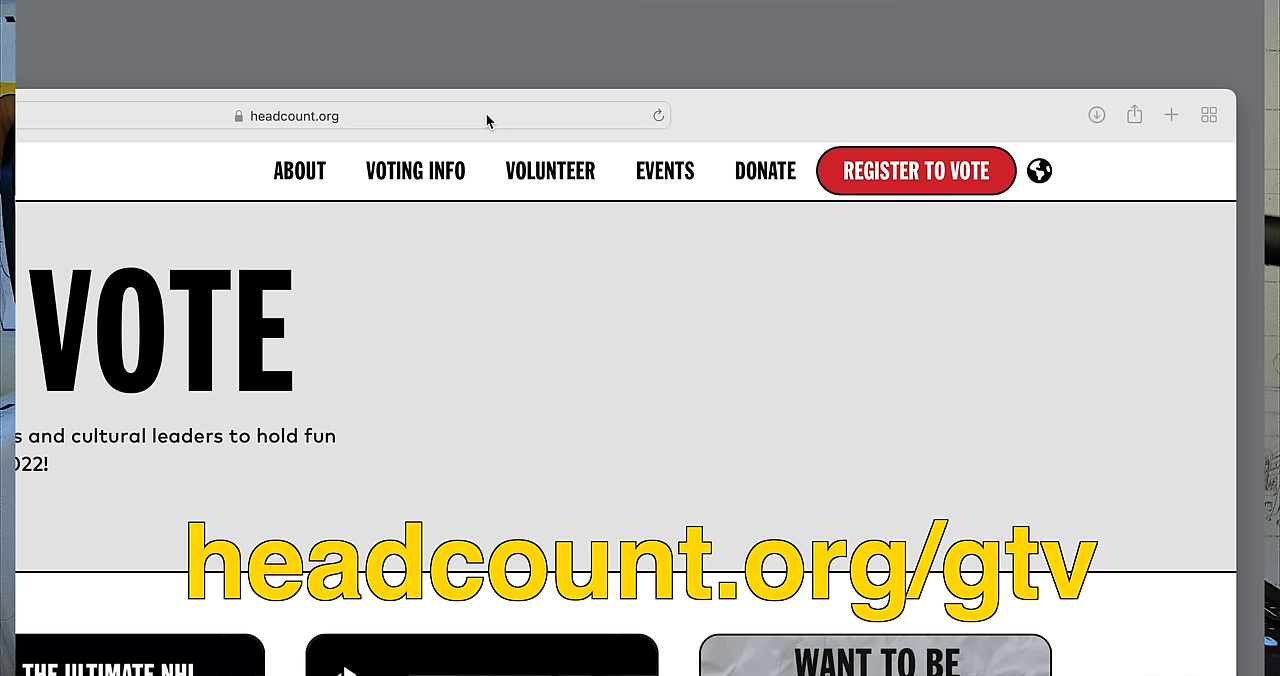 headcount.org
ABOUT VOTING INFO VOLUNTEER EVENTS DONATE REGISTER TO VOTE
VOTE
s and cultural leaders to hold fun
022!
headcount.org/gtv
THE ULTIMATE NHL
WANT TO BE